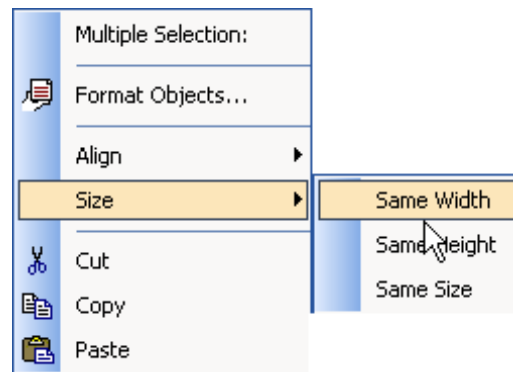 Multiple Selection:
Format Objects...
Align
Size
Cut
Copy
Paste
Same Width
Same Height
Same Size